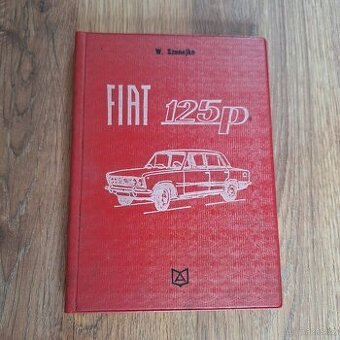 W. Szenejko
FIAT 125p